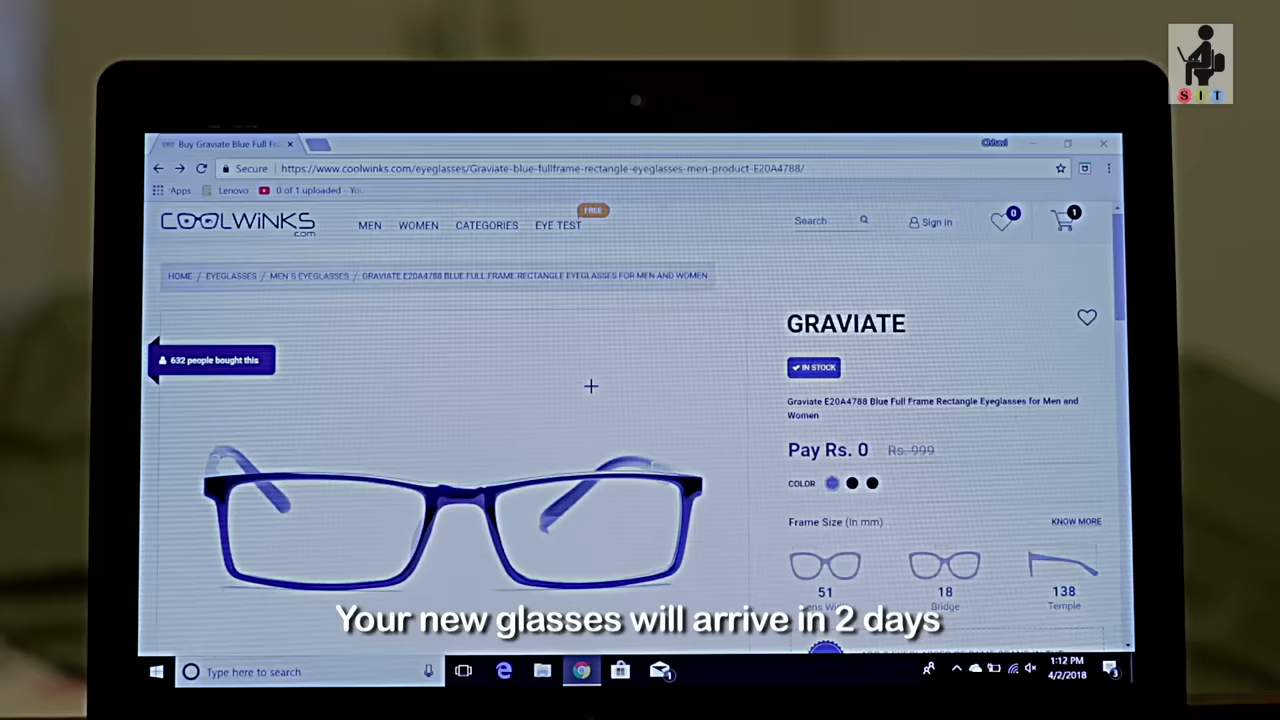 S I T
Buy Graviate Blue Full Fr
Chhavi
Secure https://www.coolwinks.com/eyeglasses/Graviate-blue-fullframe-rectangle-eyeglasses-men-product-E20A4788/
Apps Lenovo 0 of 1 uploaded - You
COOLWiNKS
.com
MEN WOMEN CATEGORIES EYE TEST
FREE
Search
Sign In
0
1
HOME / EYEGLASSES / MEN S EYEGLASSES / GRAVIATE E20A4788 BLUE FULL FRAME RECTANGLE EYEGLASSES FOR MEN AND WOMEN
632 people bought this
GRAVIATE
IN STOCK
Graviate E20A4788 Blue Full Frame Rectangle Eyeglasses for Men and
Women
Pay Rs. 0 Rs. 999
COLOR
Frame Size (In mm) KNOW MORE
51 18 138
Bridge Temple
Your new glasses will arrive in 2 days
Type here to search
1
1:12 PM
4/2/2018
3